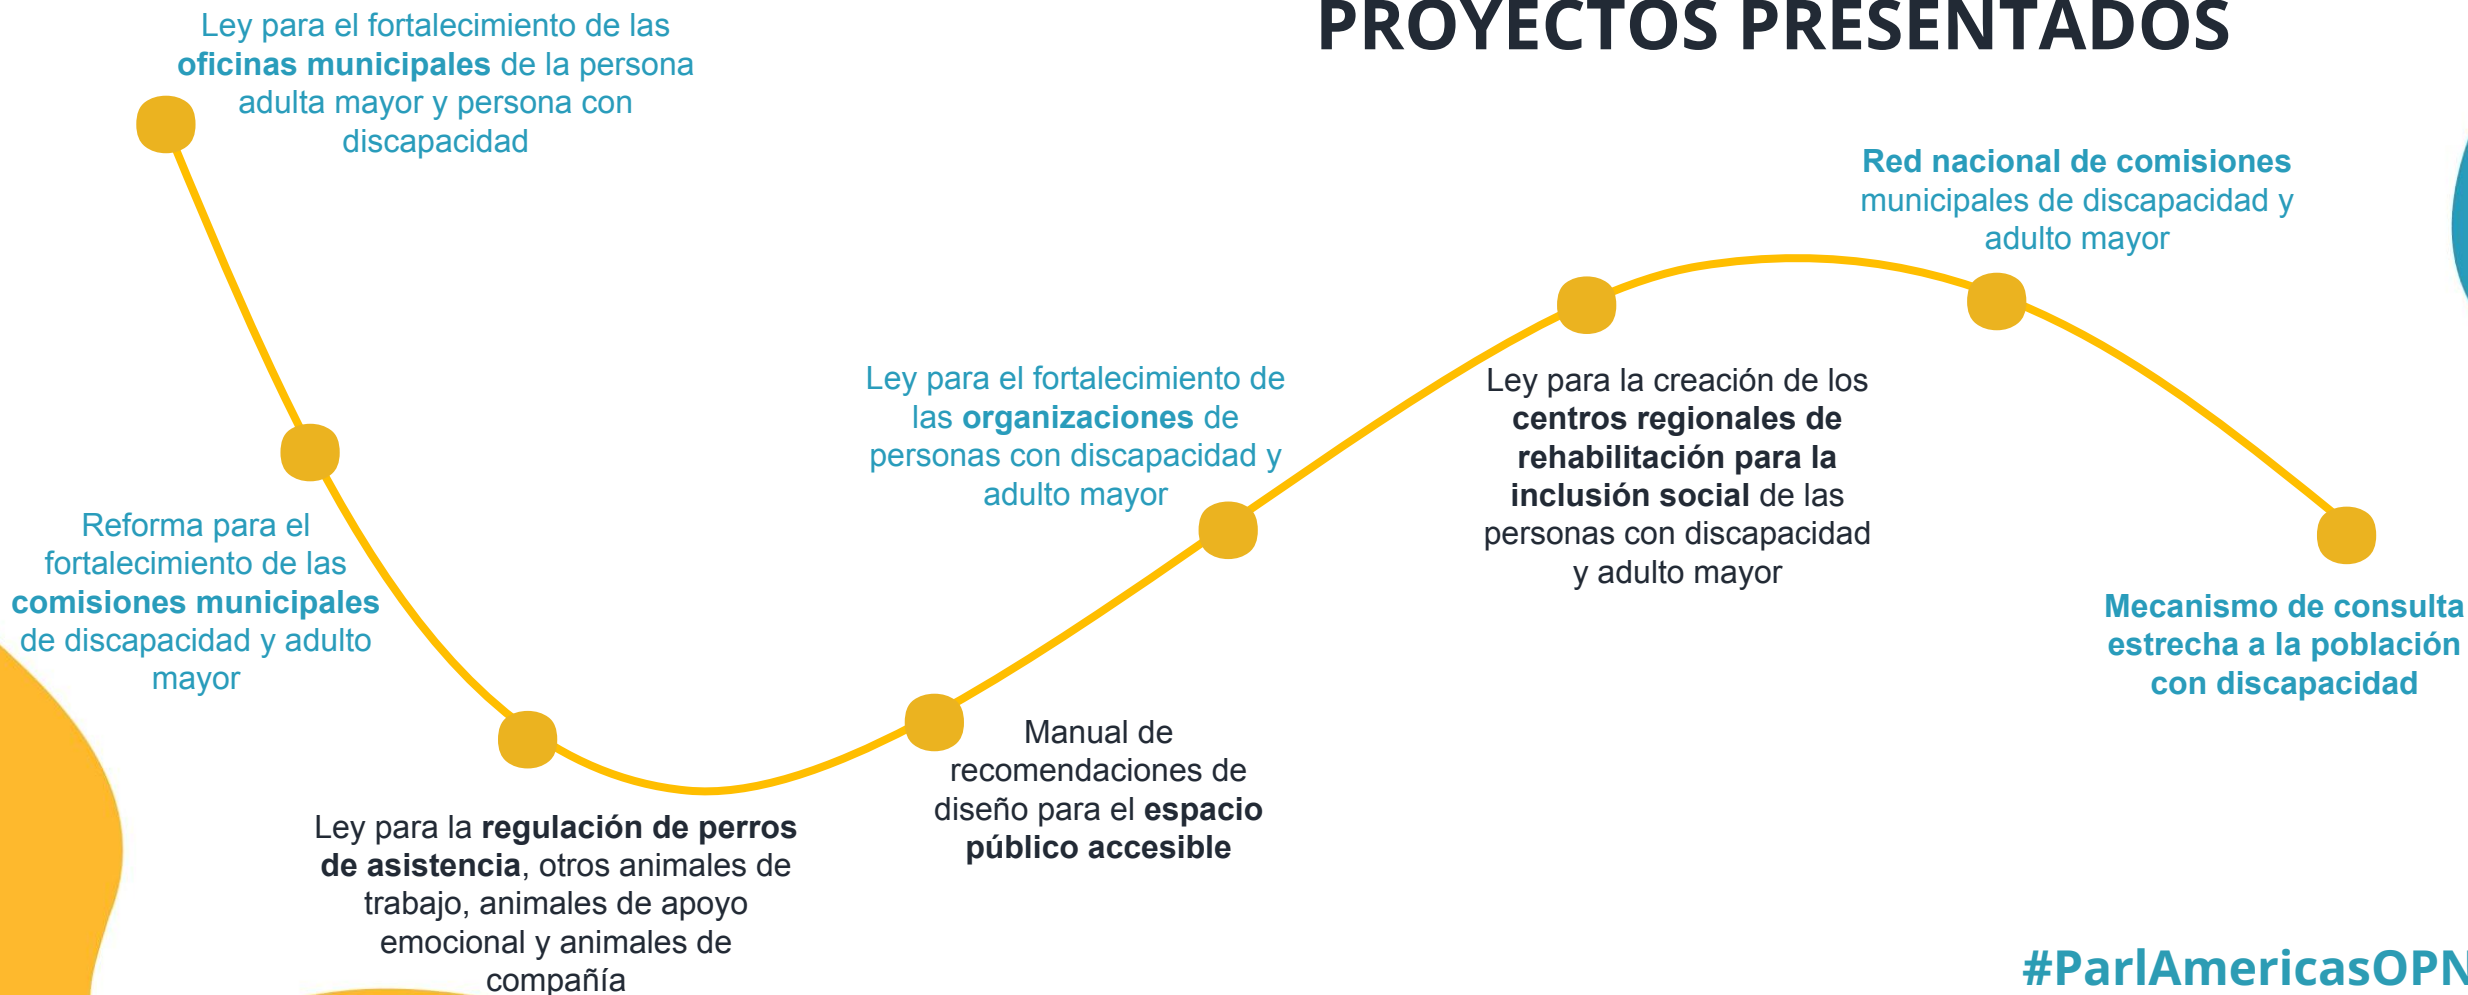 PROYECTOS PRESENTADOS
Ley para el fortalecimiento de las
oficinas municipales de la persona
adulta mayor y persona con
discapacidad
Reforma para el
fortalecimiento de las
comisiones municipales
de discapacidad y adulto
mayor
Ley para la regulación de perros
de asistencia, otros animales de
trabajo, animales de apoyo
emocional y animales de
compañía
Manual de
recomendaciones de
diseño para el espacio
público accesible
Ley para el fortalecimiento de
las organizaciones de
personas con discapacidad y
adulto mayor
Ley para la creación de los
centros regionales de
rehabilitación para la
inclusión social de las
personas con discapacidad
y adulto mayor
Red nacional de comisiones
municipales de discapacidad y
adulto mayor
Mecanismo de consulta
estrecha a la población
con discapacidad
#ParlAmericasOPN